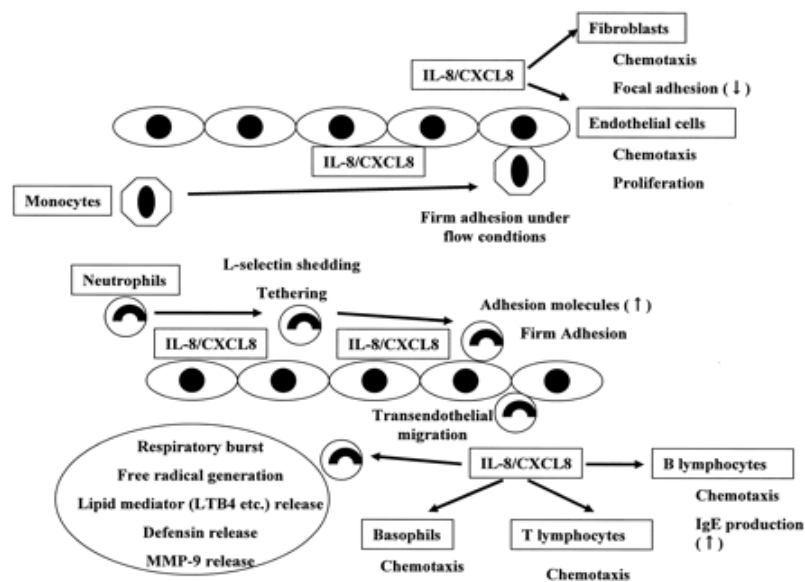 Fibroblasts
IL-8/CXCL8
Chemotaxis
Focal adhesion (↓)
Endothelial cells
IL-8/CXCL8
Chemotaxis
Proliferation
Monocytes
Firm adhesion under
flow condtions
L-selectin shedding
Neutrophils
Tethering
Adhesion molecules (↑)
IL-8/CXCL8
IL-8/CXCL8
Firm Adhesion
Transendothelial
migration
Respiratory burst
Free radical generation
Lipid mediator (LTB4 etc.) release
Defensin release
MMP-9 release
IL-8/CXCL8
B lymphocytes
Chemotaxis
IgE production
(↑)
Basophils
Chemotaxis
T lymphocytes
Chemotaxis